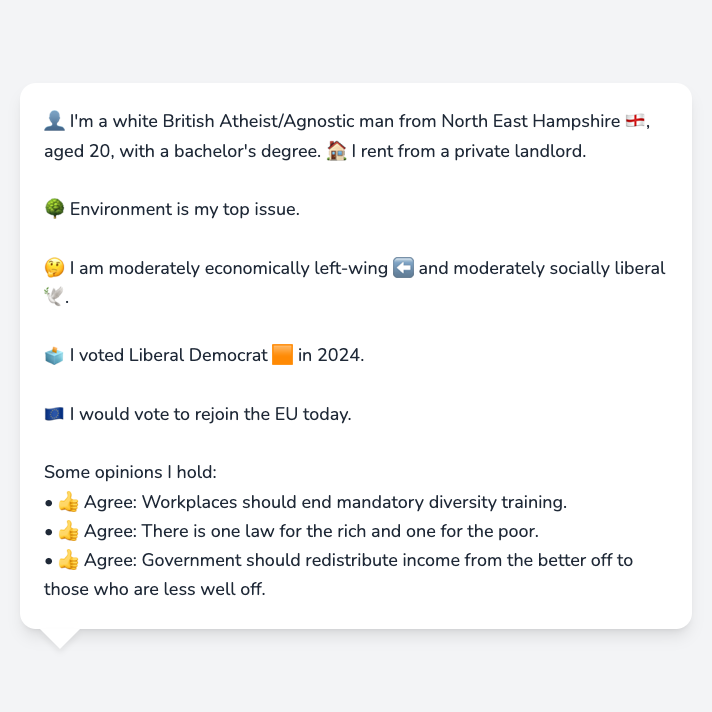 👤 I'm a white British Atheist/Agnostic man from North East Hampshire 🏴󠁧󠁢󠁥󠁮󠁧󠁿,
aged 20, with a bachelor's degree. 🏠 I rent from a private landlord.
🌳 Environment is my top issue.
🤔 I am moderately economically left-wing ⬅️ and moderately socially liberal
🕊️.
🗳️ I voted Liberal Democrat 🟧 in 2024.
🇪🇺 I would vote to rejoin the EU today.
Some opinions I hold:
• 👍 Agree: Workplaces should end mandatory diversity training.
• 👍 Agree: There is one law for the rich and one for the poor.
• 👍 Agree: Government should redistribute income from the better off to
those who are less well off.